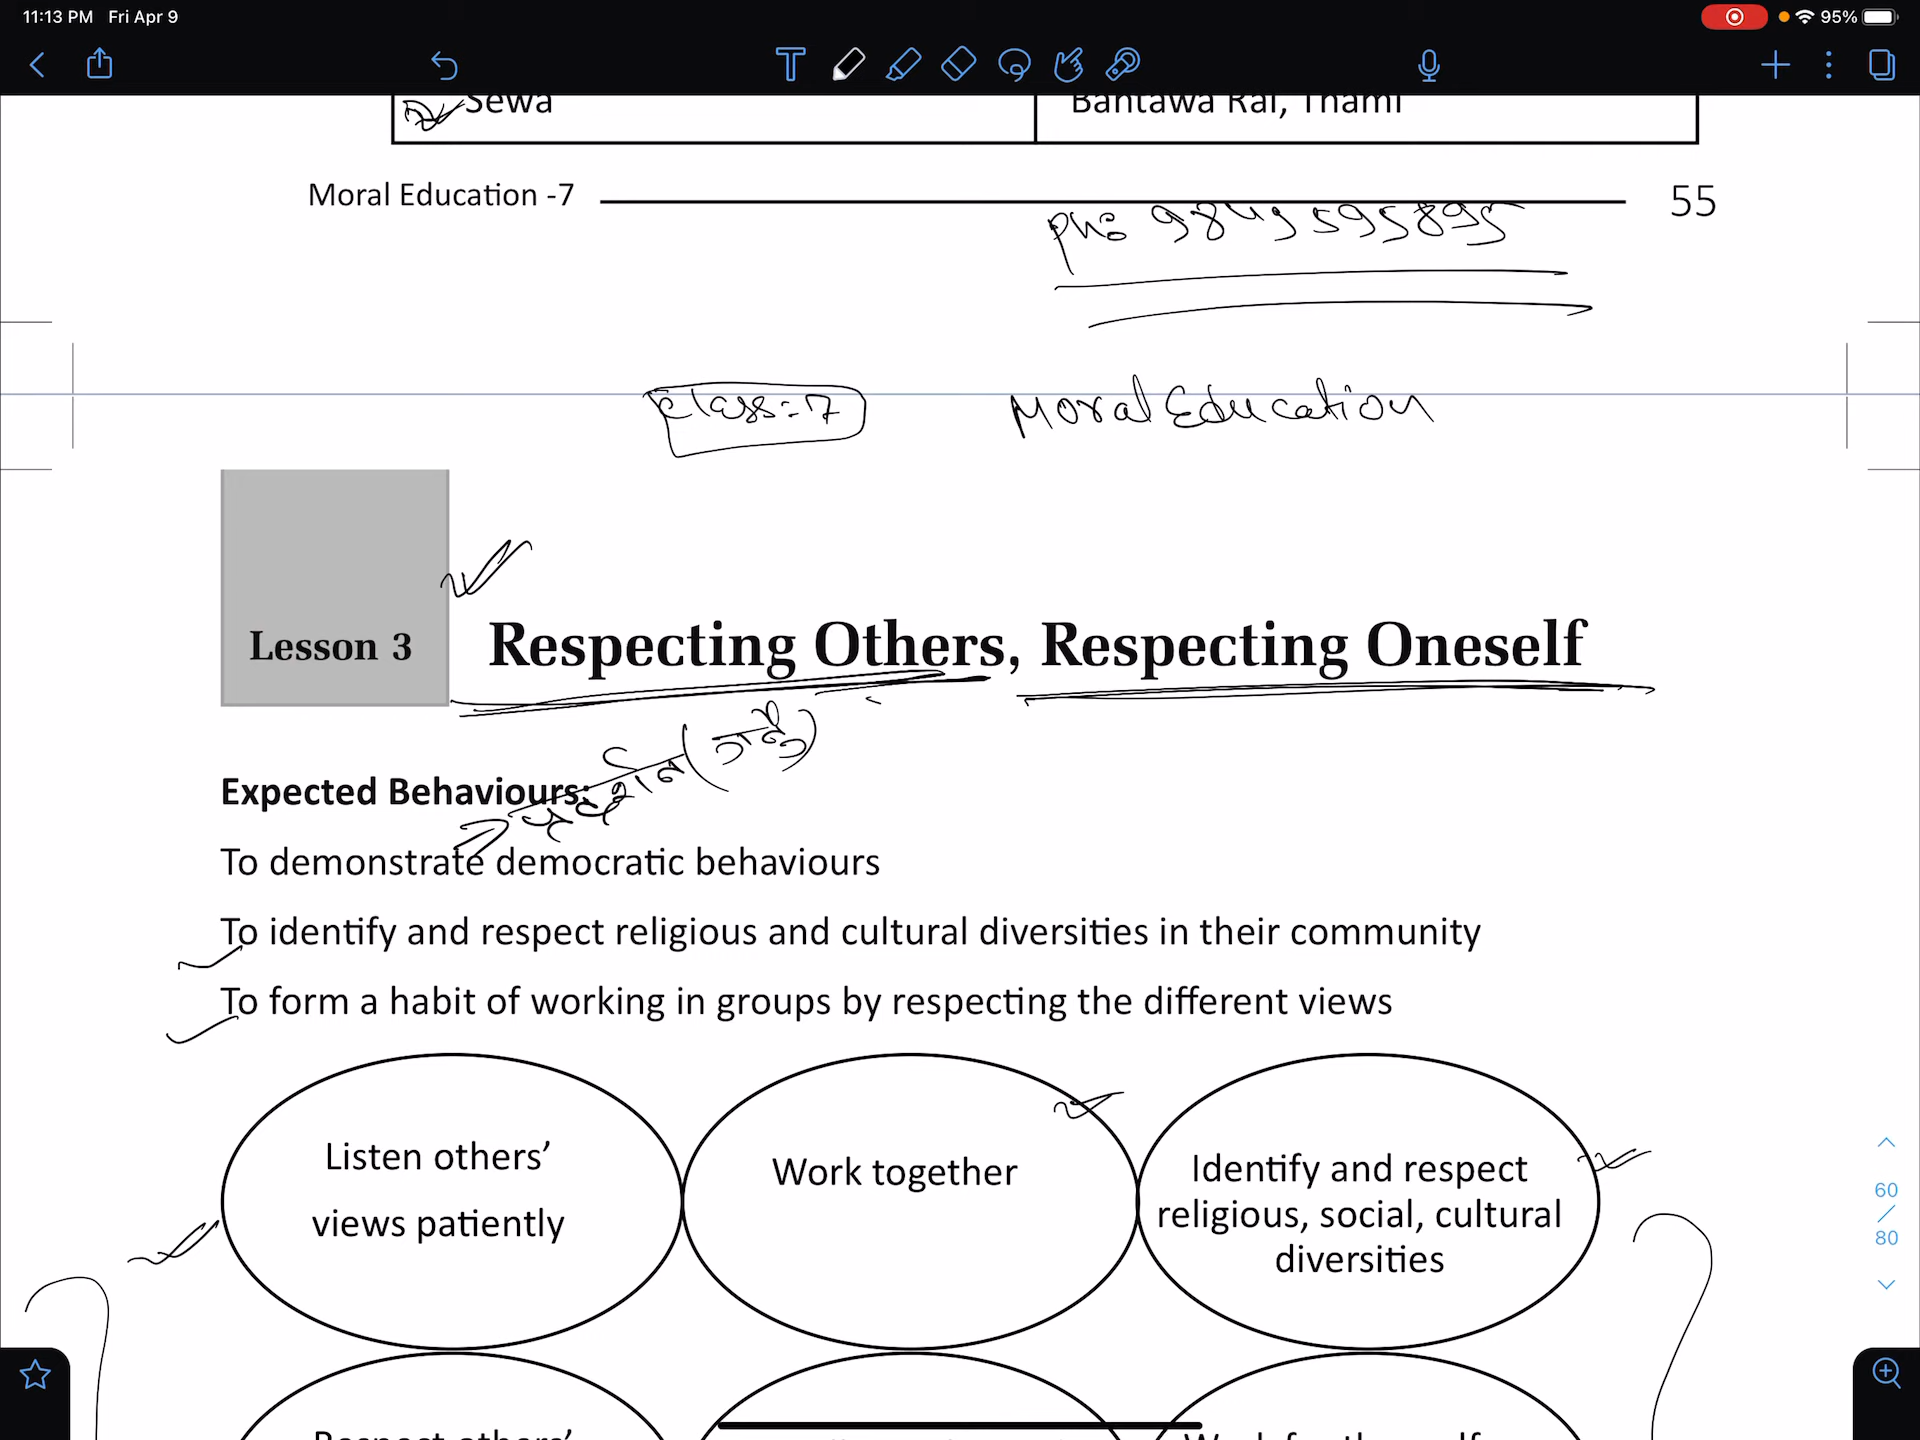 11:13 PM Fri Apr 9
95%
Sewa
Bantawa Rai, Thami
Moral Education -7
55
ph: 9849595895
class: 7
Moral Education
Lesson 3
Respecting Others, Respecting Oneself
Expected Behaviours:
To demonstrate democratic behaviours
To identify and respect religious and cultural diversities in their community
To form a habit of working in groups by respecting the different views
Listen others’
views patiently
Work together
Identify and respect
religious, social, cultural
diversities
60
/
80
Respect others’